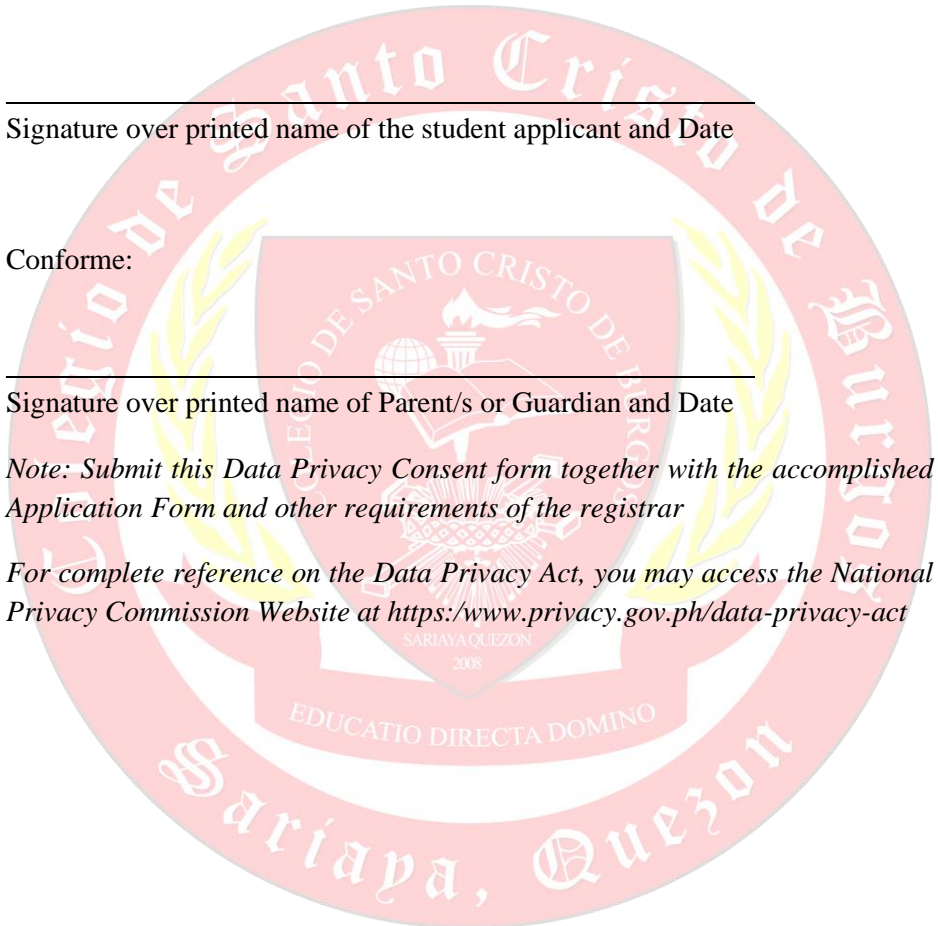 Colegio de Santo Cristo de Burgos
Signature over printed name of the student applicant and Date
Conforme:
COLEGIO DE SANTO CRISTO DE BURGOS
Signature over printed name of Parent/s or Guardian and Date
Note: Submit this Data Privacy Consent form together with the accomplished
Application Form and other requirements of the registrar
For complete reference on the Data Privacy Act, you may access the National
Privacy Commission Website at https:/www.privacy.gov.ph/data-privacy-act
SARIAYA QUEZON
2008
EDUCATIO DIRECTA DOMINO
Sariaya, Quezon